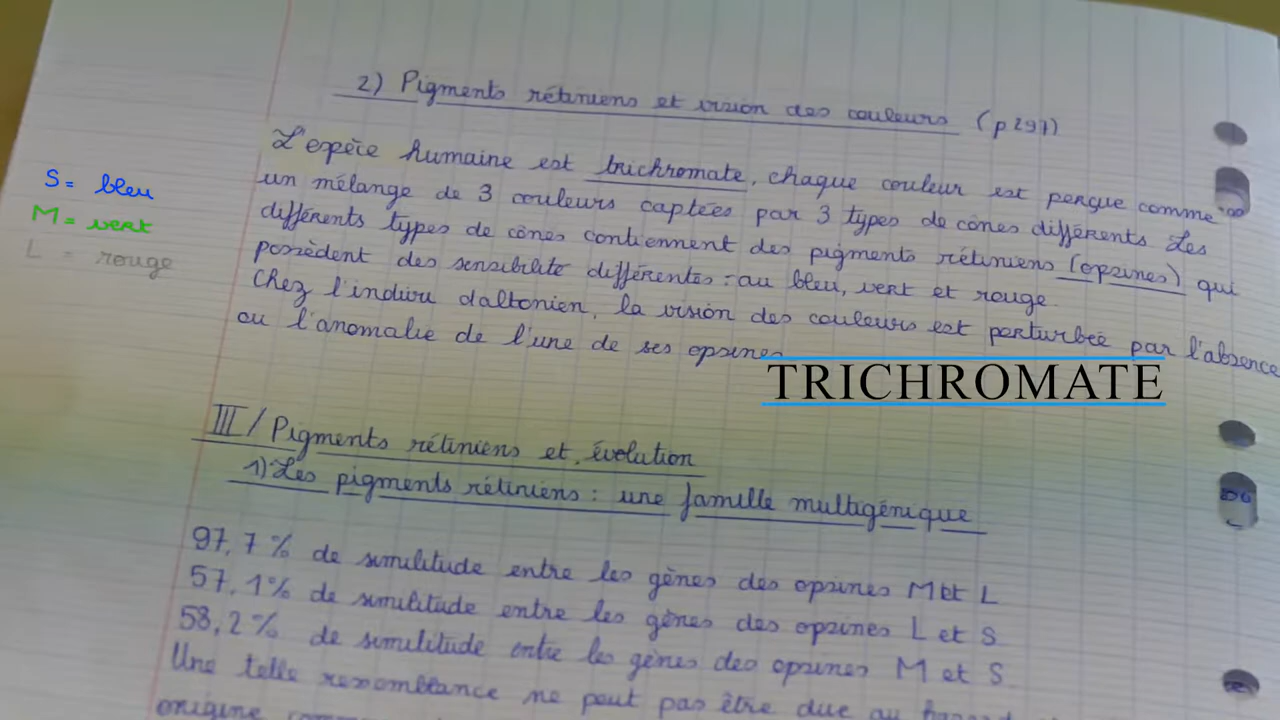 2) Pigments rétiniens et vision des couleurs (p 297)
L'espèce humaine est trichromate, chaque couleur est perçue comme
un mélange de 3 couleurs captées par 3 types de cônes différents Les
différents types de cônes contiennent des pigments rétiniens (opsines) qui
possèdent des sensibilité différentes : au bleu, vert et rouge.
Chez l'indivu daltonien, la vision des couleurs est perturbée par l'absence
ou l'anomalie de l'une de ses opsines
S = bleu
M = vert
L = rouge
TRICHROMATE
III / Pigments rétiniens et évolution
1) Les pigments rétiniens : une famille multigénique
97,7 % de similitude entre les gènes des opsines M et L
57,1% de similitude entre les gènes des opsines L et S
58,2 % de similitude entre les gènes des opsines M et S
Une telle ressemblance ne peut pas être due au
origine